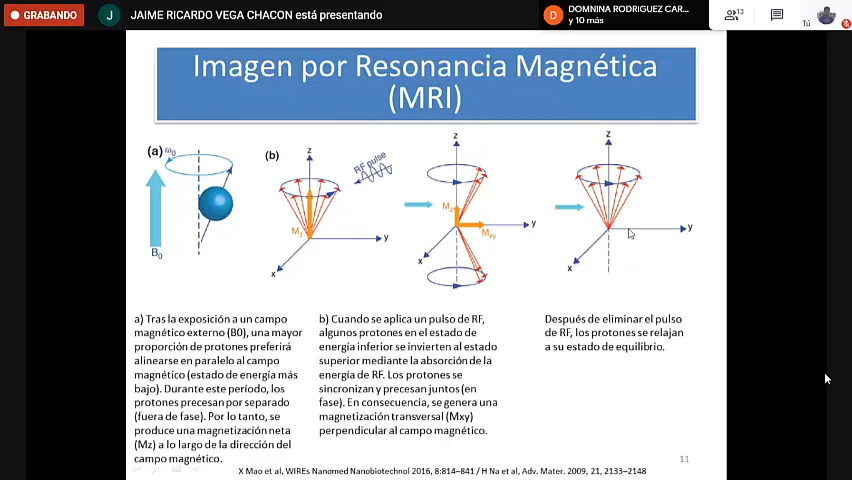 GRABANDO
J
JAIME RICARDO VEGA CHACON está presentando
D
DOMNINA RODRIGUEZ CAR...
y 10 más
13
Tú
Imagen por Resonancia Magnética
(MRI)
(a)
ω0
B0
(b)
z
RF pulse
Mz
y
x
z
Mz
Mxy
y
x
z
y
x
a) Tras la exposición a un campo
magnético externo (B0), una mayor
proporción de protones preferirá
alinearse en paralelo al campo
magnético (estado de energía más
bajo). Durante este período, los
protones precesan por separado
(fuera de fase). Por lo tanto, se
produce una magnetización neta
(Mz) a lo largo de la dirección del
campo magnético.
b) Cuando se aplica un pulso de RF,
algunos protones en el estado de
energía inferior se invierten al estado
superior mediante la absorción de la
energía de RF. Los protones se
sincronizan y precesan juntos (en
fase). En consecuencia, se genera una
magnetización transversal (Mxy)
perpendicular al campo magnético.
Después de eliminar el pulso
de RF, los protones se relajan
a su estado de equilibrio.
11
X Mao et al, WIREs Nanomed Nanobiotechnol 2016, 8:814–841 / H Na et al, Adv. Mater. 2009, 21, 2133–2148